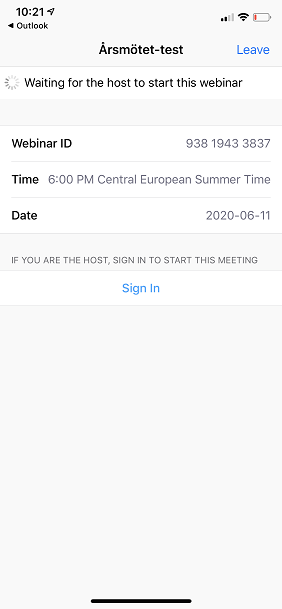 10:21
Outlook
Årsmötet-test
Leave
Waiting for the host to start this webinar
Webinar ID 938 1943 3837
Time 6:00 PM Central European Summer Time
Date 2020-06-11
IF YOU ARE THE HOST, SIGN IN TO START THIS MEETING
Sign In